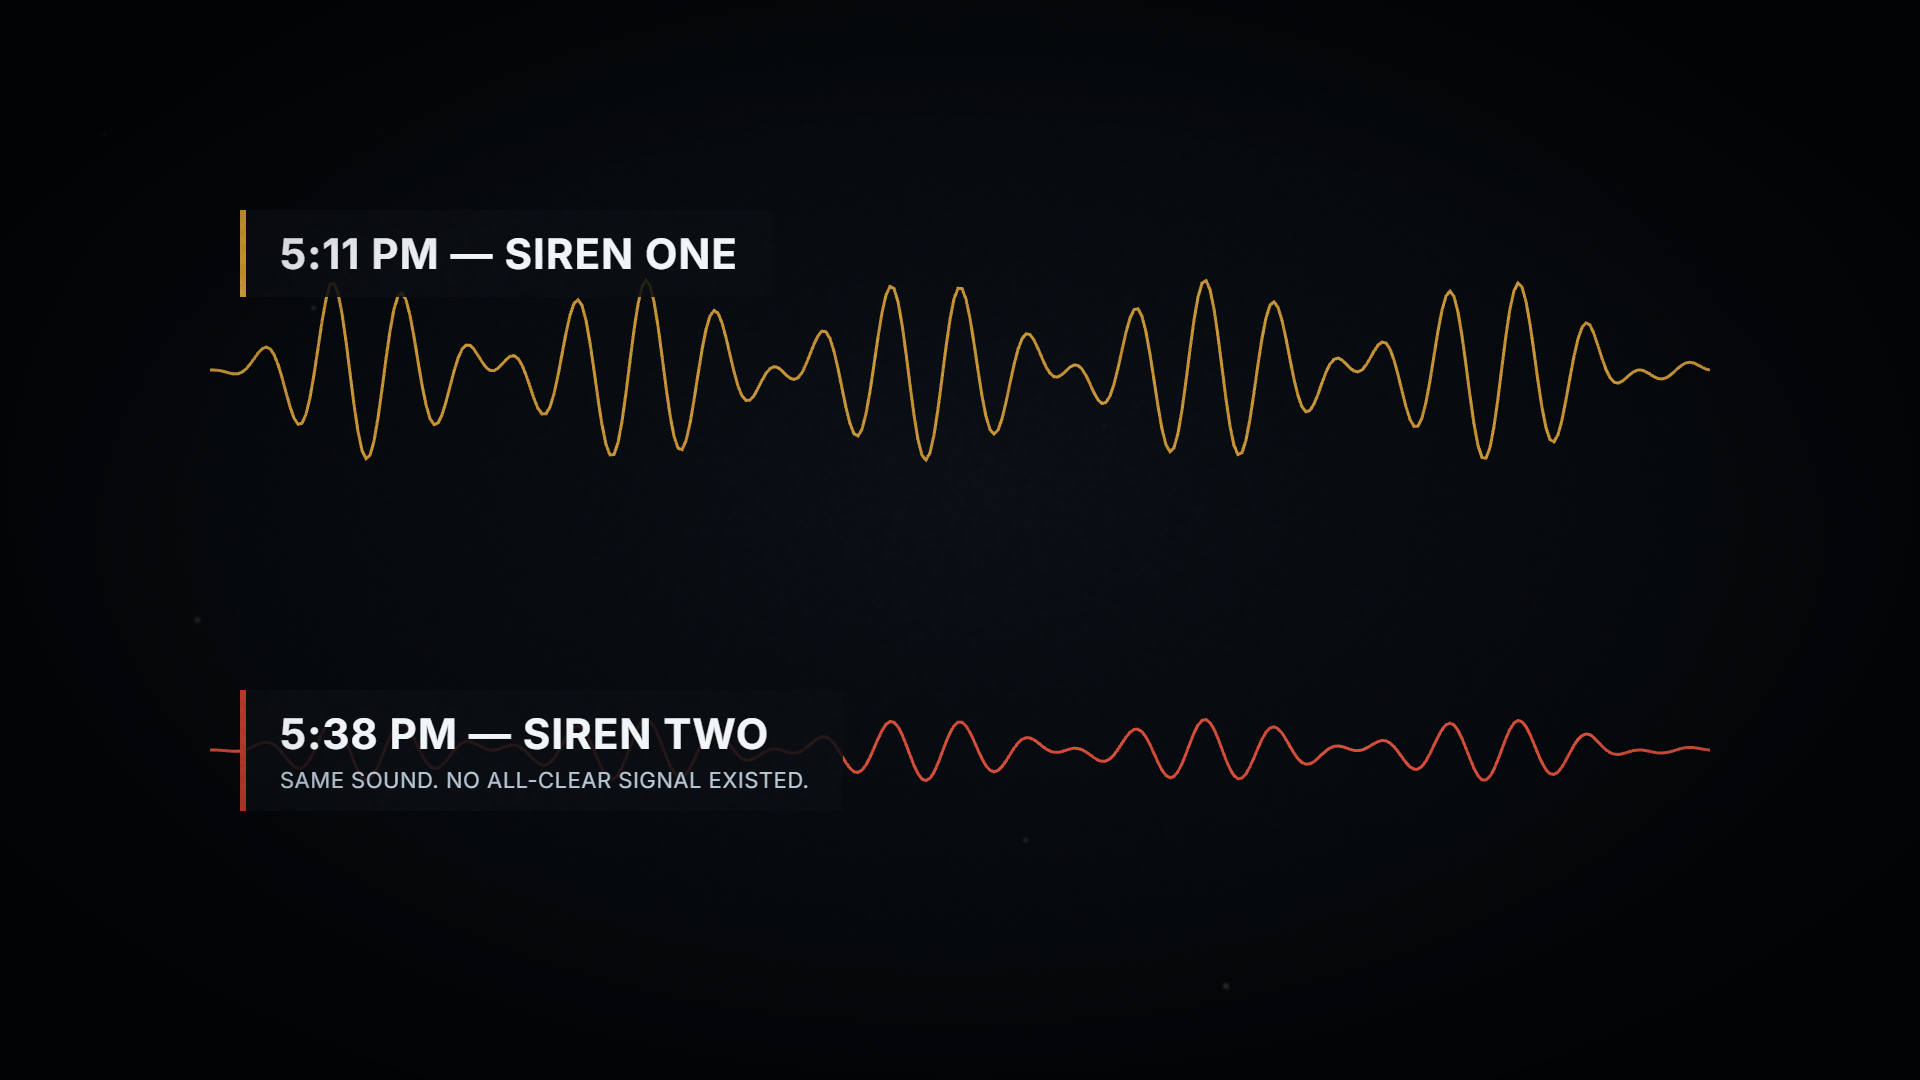 5:11 PM — SIREN ONE
5:38 PM — SIREN TWO
SAME SOUND. NO ALL-CLEAR SIGNAL EXISTED.